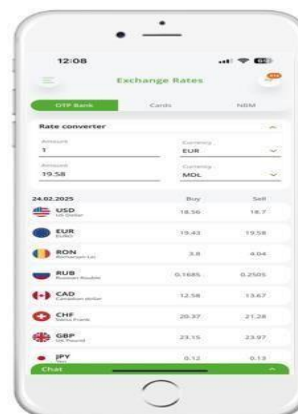 12:08
Exchange Rates
OTP Bank Cards NBM
Rate converter
Amount Currency
1 EUR
Amount Currency
19.58 MDL
24.02.2025 Buy Sell
USD 18.56 18.7
US Dollar
EUR 19.43 19.58
EURO
RON 3.8 4.04
Romanian Lei
RUB 0.1685 0.2505
Russian Rouble
CAD 12.58 13.67
Canadian dollar
CHF 20.37 21.28
Swiss Frank
GBP 23.15 23.97
UK Pound
JPY 0.12 0.13
Chat